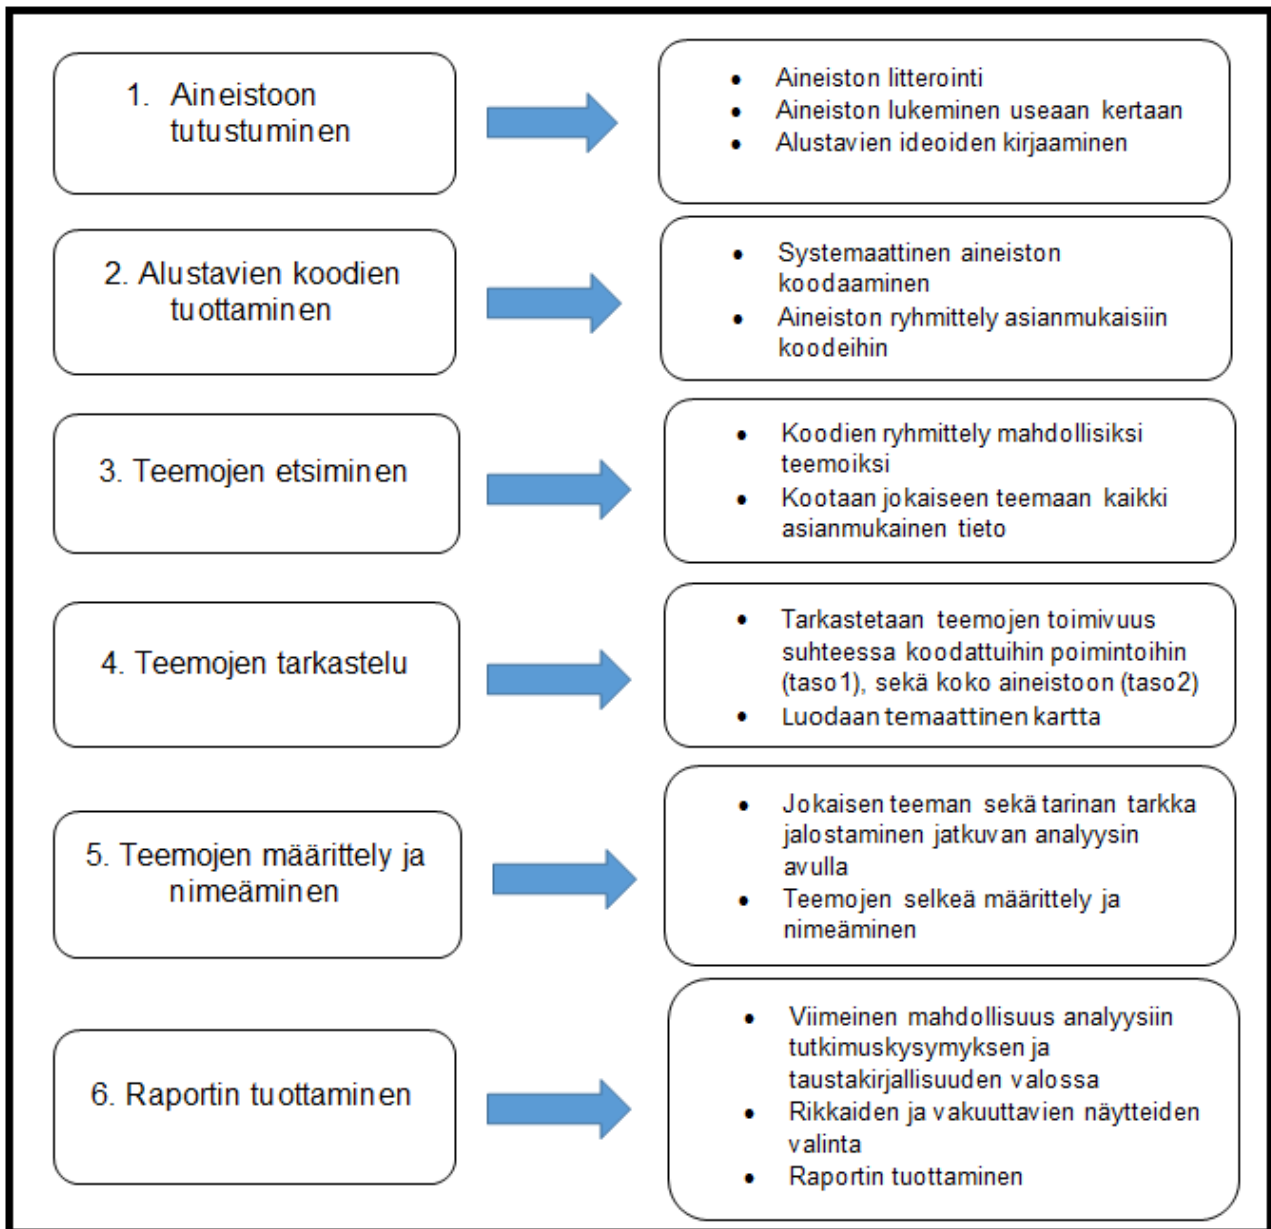 1. Aineistoon
tutustuminen
• Aineiston litterointi
• Aineiston lukeminen useaan kertaan
• Alustavien ideoiden kirjaaminen
2. Alustavien koodien
tuottaminen
• Systemaattinen aineiston
koodaaminen
• Aineiston ryhmittely asianmukaisiin
koodeihin
3. Teemojen etsiminen
• Koodien ryhmittely mahdollisiksi
teemoiksi
• Kootaan jokaiseen teemaan kaikki
asianmukainen tieto
4. Teemojen tarkastelu
• Tarkastetaan teemojen toimivuus
suhteessa koodattuihin poimintoihin
(taso1), sekä koko aineistoon (taso2)
• Luodaan temaattinen kartta
5. Teemojen määrittely ja
nimeäminen
• Jokaisen teeman sekä tarinan tarkka
jalostaminen jatkuvan analyysin
avulla
• Teemojen selkeä määrittely ja
nimeäminen
6. Raportin tuottaminen
• Viimeinen mahdollisuus analyysiin
tutkimuskysymyksen ja
taustakirjallisuuden valossa
• Rikkaiden ja vakuuttavien näytteiden
valinta
• Raportin tuottaminen